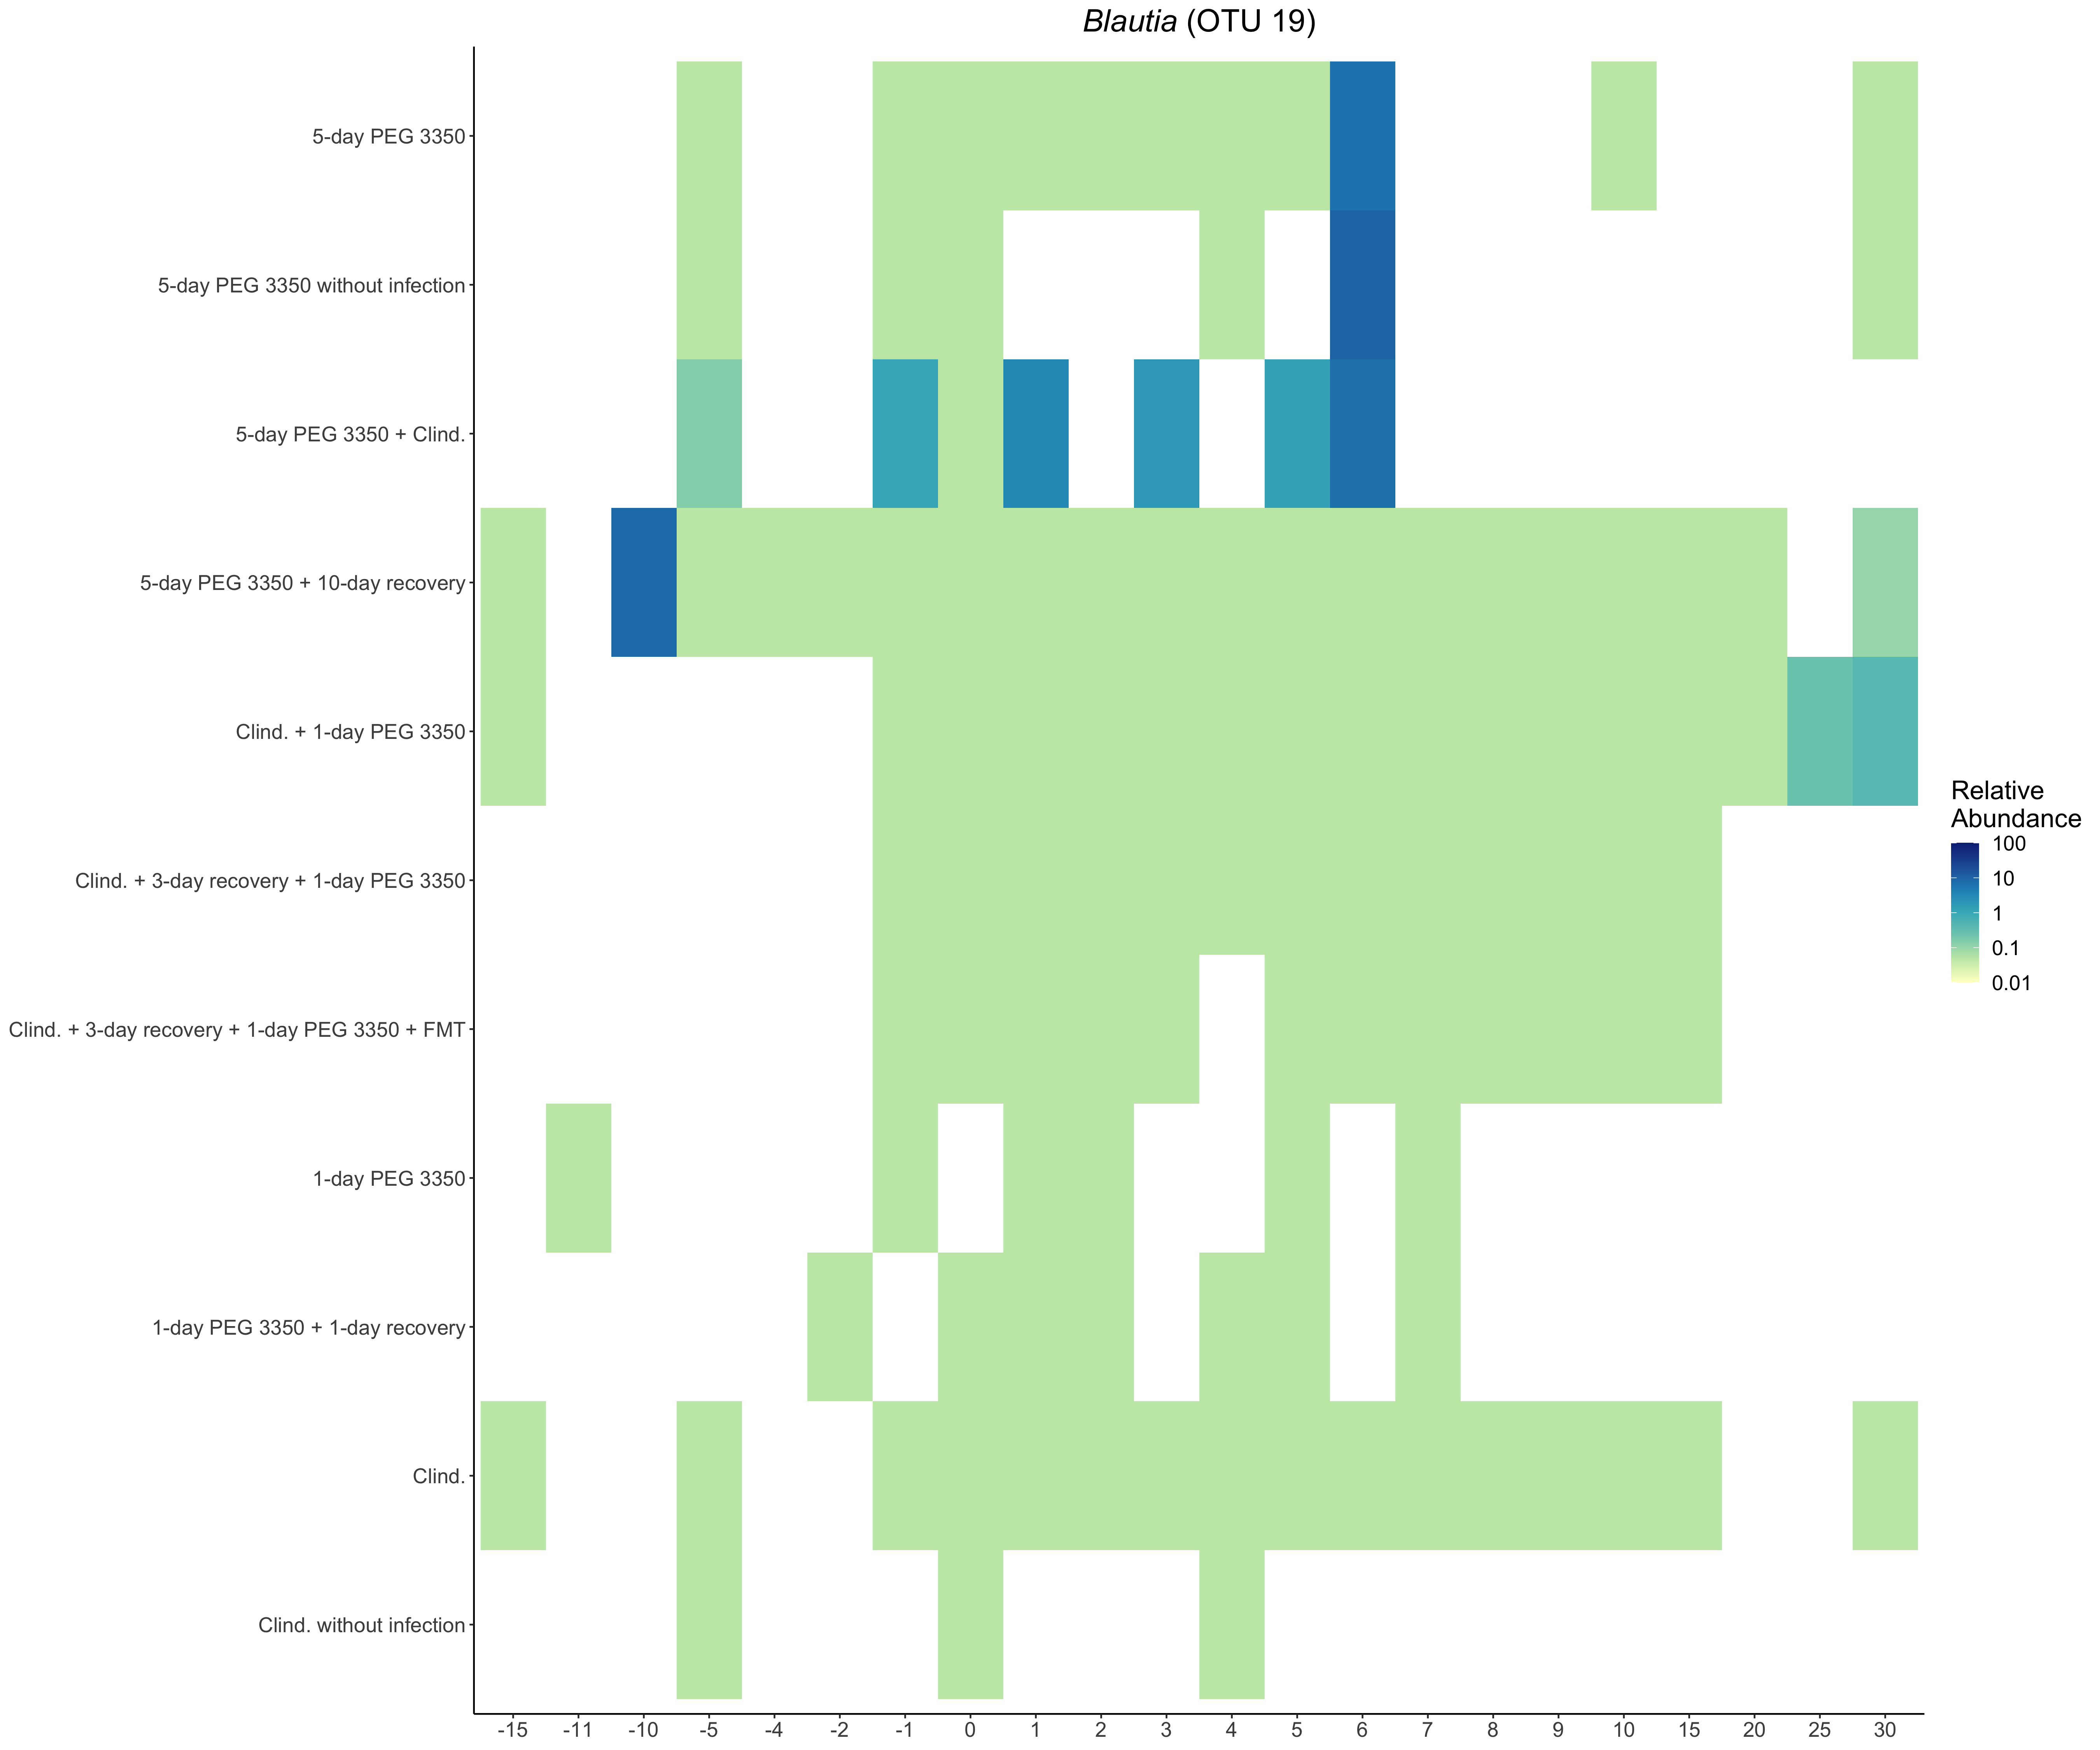 Blautia (OTU 19)
5-day PEG 3350
5-day PEG 3350 without infection
5-day PEG 3350 + Clind.
5-day PEG 3350 + 10-day recovery
Clind. + 1-day PEG 3350
Clind. + 3-day recovery + 1-day PEG 3350
Clind. + 3-day recovery + 1-day PEG 3350 + FMT
1-day PEG 3350
1-day PEG 3350 + 1-day recovery
Clind.
Clind. without infection
-15 -11 -10 -5 -4 -2 -1 0 1 2 3 4 5 6 7 8 9 10 15 20 25 30
Relative
Abundance
100
10
1
0.1
0.01